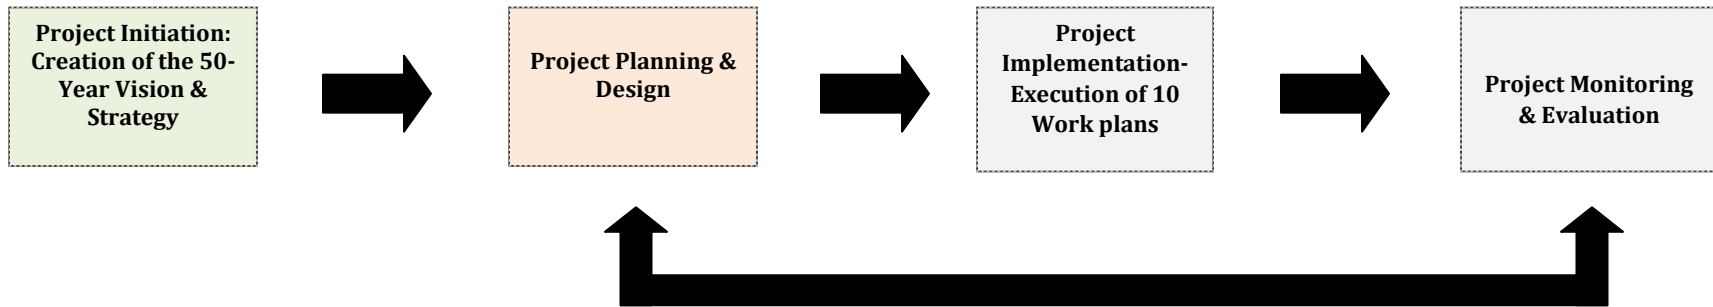 Project Initiation:
Creation of the 50-
Year Vision &
Strategy
Project Planning &
Design
Project
Implementation-
Execution of 10
Work plans
Project Monitoring
& Evaluation